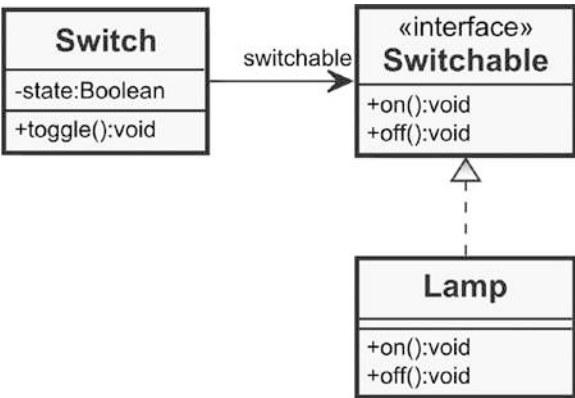 Switch
-state:Boolean
+toggle():void
switchable
«interface»
Switchable
+on():void
+off():void
Lamp
+on():void
+off():void